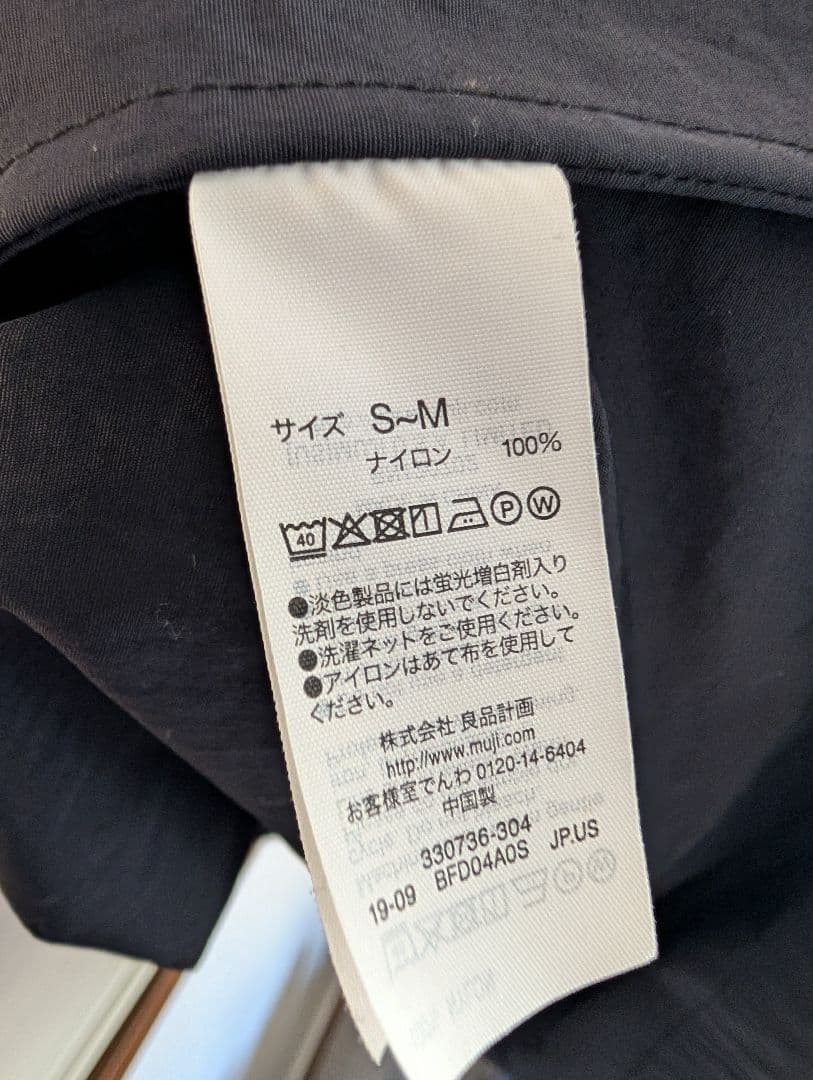 サイズ S~M
ナイロン 100%
40 P W
●淡色製品には蛍光増白剤入り
洗剤を使用しないでください。
●洗濯ネットをご使用ください。
●アイロンはあて布を使用して
ください。
株式会社 良品計画
http://www.muji.com
お客様室でんわ 0120-14-6404
中国製
330736-304
19-09 BFD04A0S JP.US